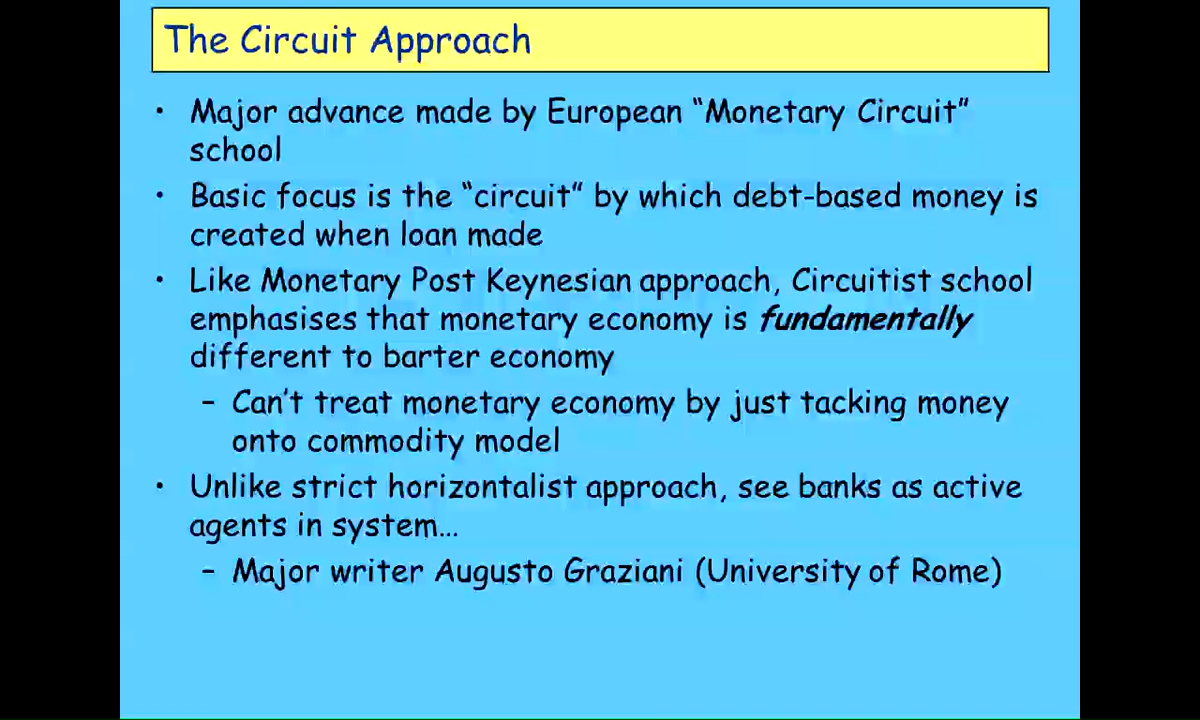 The Circuit Approach
• Major advance made by European “Monetary Circuit”
school
• Basic focus is the “circuit” by which debt-based money is
created when loan made
• Like Monetary Post Keynesian approach, Circuitist school
emphasises that monetary economy is fundamentally
different to barter economy
– Can’t treat monetary economy by just tacking money
onto commodity model
• Unlike strict horizontalist approach, see banks as active
agents in system…
– Major writer Augusto Graziani (University of Rome)